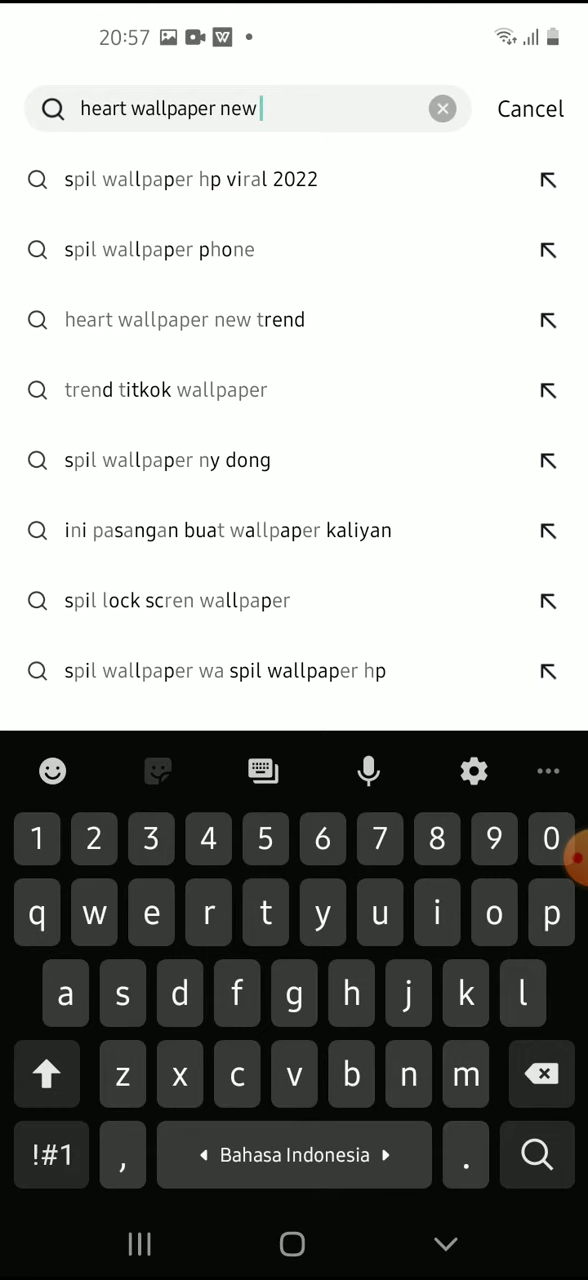 20:57
heart wallpaper new
Cancel
spil wallpaper hp viral 2022
spil wallpaper phone
heart wallpaper new trend
trend titkok wallpaper
spil wallpaper ny dong
ini pasangan buat wallpaper kaliyan
spil lock scren wallpaper
spil wallpaper wa spil wallpaper hp
1 2 3 4 5 6 7 8 9 0
q w e r t y u i o p
a s d f g h j k l
z x c v b n m
!#1 , Bahasa Indonesia .